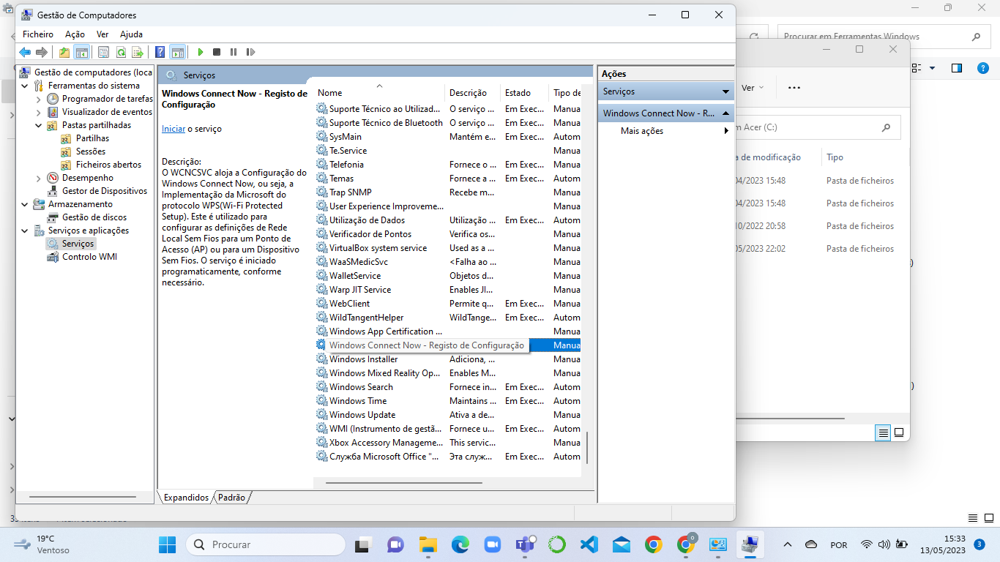 Gestão de Computadores
Ficheiro Ação Ver Ajuda
Procurar em Ferramentas Windows
Gestão de computadores (loca
Ferramentas do sistema
Programador de tarefas
Visualizador de eventos
Pastas partilhadas
Partilhas
Sessões
Ficheiros abertos
Desempenho
Gestor de Dispositivos
Armazenamento
Gestão de discos
Serviços e aplicações
Serviços
Controlo WMI
Serviços
Windows Connect Now - Registo de
Configuração
Iniciar o serviço
Descrição:
O WCNCSVC aloja a Configuração do
Windows Connect Now, ou seja, a
Implementação da Microsoft do
protocolo WPS(Wi-Fi Protected
Setup). Este é utilizado para
configurar as definições de Rede
Local Sem Fios para um Ponto de
Acesso (AP) ou para um Dispositivo
Sem Fios. O serviço é iniciado
programaticamente, conforme
necessário.
Nome Descrição Estado Tipo de
Suporte Técnico ao Utilizad... O serviço ... Em Exec... Manua
Suporte Técnico de Bluetooth O serviço ... Em Exec... Manua
SysMain Mantém e... Em Exec... Autom
Te.Service Manua
Telefonia Fornece o ... Em Exec... Manua
Temas Fornece a ... Em Exec... Autom
Trap SNMP Recebe m... Manua
User Experience Improveme... Manua
Utilização de Dados Utilização ... Em Exec... Autom
Verificador de Pontos Verifica os... Manua
VirtualBox system service Used as a ... Manua
WaaSMedicSvc <Falha ao ... Manua
WalletService Objetos d... Manua
Warp JIT Service Enables JI... Manua
WebClient Permite q... Em Exec... Manua
WildTangentHelper WildTange... Em Exec... Autom
Windows App Certification ... Manua
Windows Connect Now - Registo de Configuração Manua
Windows Installer Adiciona, ... Manua
Windows Mixed Reality Op... Enables M... Manua
Windows Search Fornece in... Em Exec... Autom
Windows Time Maintains ... Em Exec... Autom
Windows Update Ativa a de... Manua
WMI (Instrumento de gestã... Fornece u... Em Exec... Autom
Xbox Accessory Manageme... This servic... Manua
Служба Microsoft Office "... Эта служ... Em Exec... Autom
Expandidos Padrão
Ações
Serviços
Windows Connect Now - R...
Mais ações
Ver ...
m Acer (C:)
a de modificação Tipo
04/2023 15:48 Pasta de ficheiros
04/2023 15:48 Pasta de ficheiros
10/2022 20:58 Pasta de ficheiros
05/2023 22:02 Pasta de ficheiros
19°C
Ventoso
Procurar
POR
15:33
13/05/2023
3